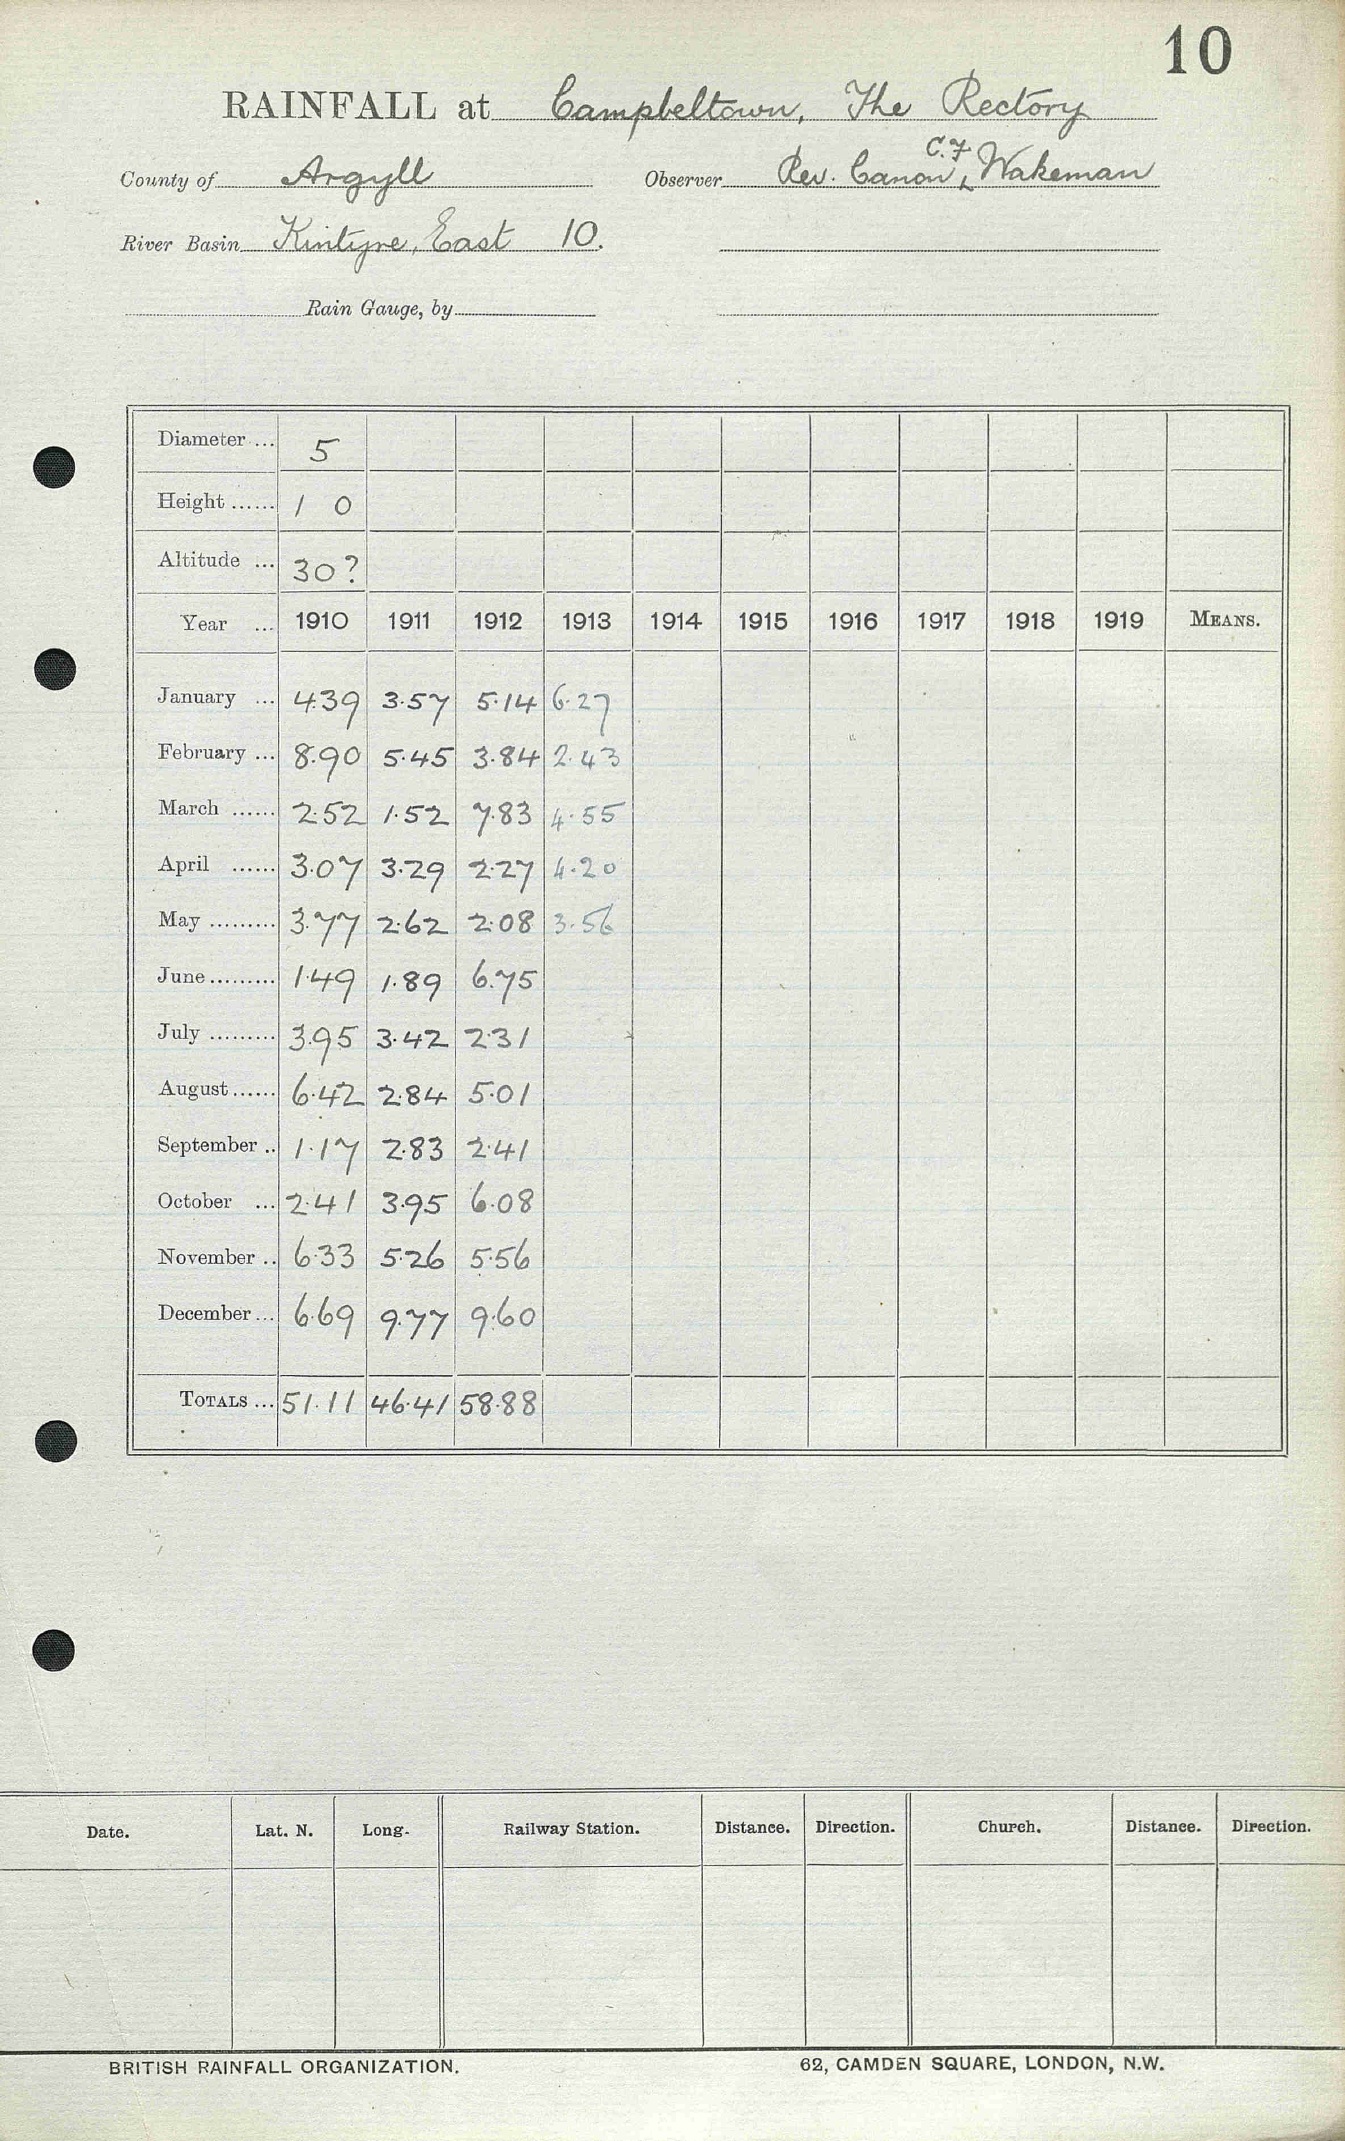 10
RAINFALL at Campbeltown, The Rectory
County of Argyll Observer Rev. Canon C.F. Wakeman
River Basin Kintyre, East 10.
Rain Gauge, by
Diameter ... 5
Height ...... 1 0
Altitude ... 30?
Year ... 1910 1911 1912 1913 1914 1915 1916 1917 1918 1919 MEANS.
January ... 4.39 3.57 5.14 6.27
February ... 8.90 5.45 3.84 2.43
March ...... 2.52 1.52 7.83 4.55
April ...... 3.07 3.29 2.27 4.20
May ......... 3.77 2.62 2.08 3.56
June ......... 1.49 1.89 6.75
July ......... 3.95 3.42 2.31
August ...... 6.42 2.84 5.01
September .. 1.17 2.83 2.41
October ... 2.41 3.95 6.08
November .. 6.33 5.26 5.56
December ... 6.69 9.77 9.60
TOTALS ... 51.11 46.41 58.88
Date. Lat. N. Long. Railway Station. Distance. Direction. Church. Distance. Direction.
BRITISH RAINFALL ORGANIZATION. 62, CAMDEN SQUARE, LONDON, N.W.